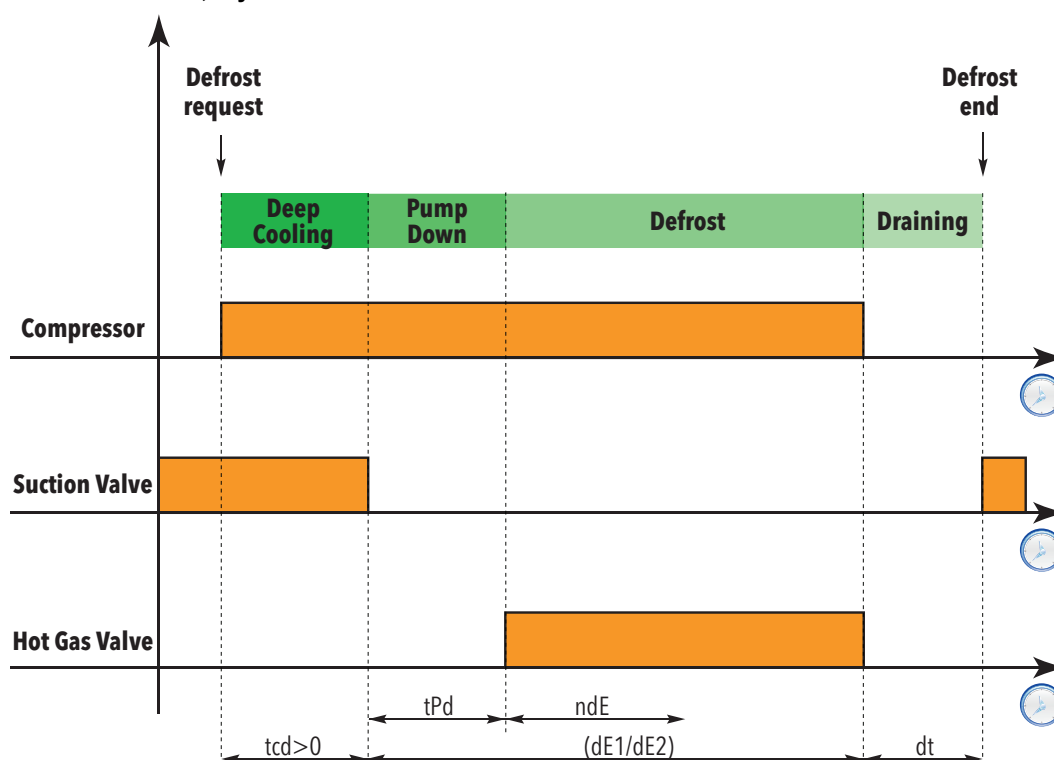 Defrost
request
Defrost
end
Deep
Cooling
Pump
Down
Defrost
Draining
Compressor
Suction Valve
Hot Gas Valve
tPd
ndE
tcd>0
(dE1/dE2)
dt